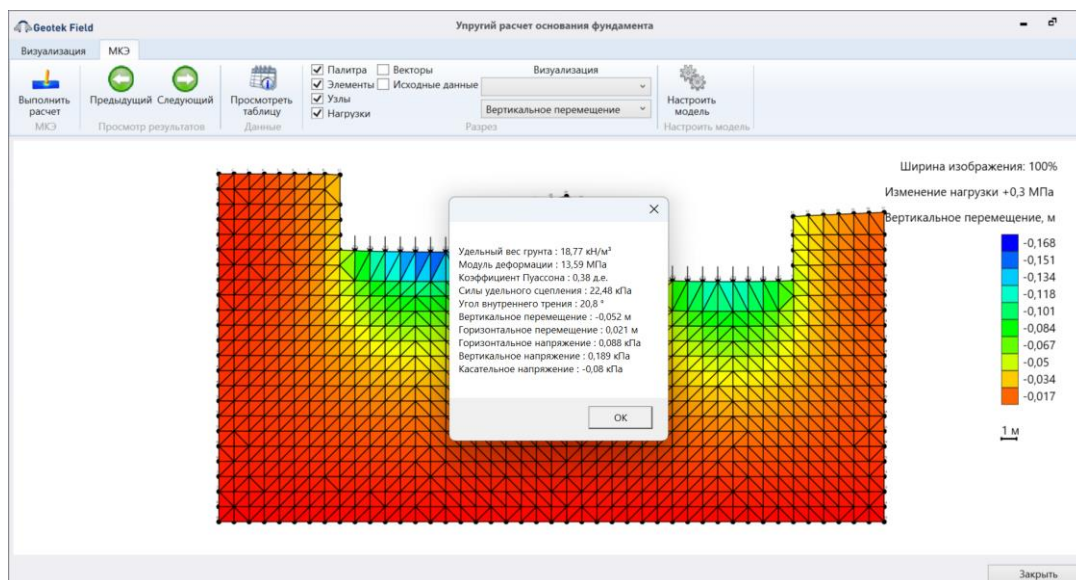 Geotek Field
Упругий расчет основания фундамента
Визуализация МКЭ
Выполнить расчет
МКЭ
Предыдущий Следующий
Просмотр результатов
Просмотреть таблицу
Данные
Палитра Векторы
Элементы Исходные данные
Узлы
Нагрузки
Визуализация
Вертикальное перемещение
Разрез
Настроить модель
Настроить модель
Ширина изображения: 100%
Изменение нагрузки +0,3 МПа
Вертикальное перемещение, м
-0,168
-0,151
-0,134
-0,118
-0,101
-0,084
-0,067
-0,05
-0,034
-0,017
1 м
Удельный вес грунта : 18,77 кН/м³
Модуль деформации : 13,59 МПа
Коэффициент Пуассона : 0,38 д.е.
Силы удельного сцепления : 22,48 кПа
Угол внутреннего трения : 20,8 °
Вертикальное перемещение : -0,052 м
Горизонтальное перемещение : 0,021 м
Горизонтальное напряжение : 0,088 кПа
Вертикальное напряжение : 0,189 кПа
Касательное напряжение : -0,08 кПа
ОК
Закрыть